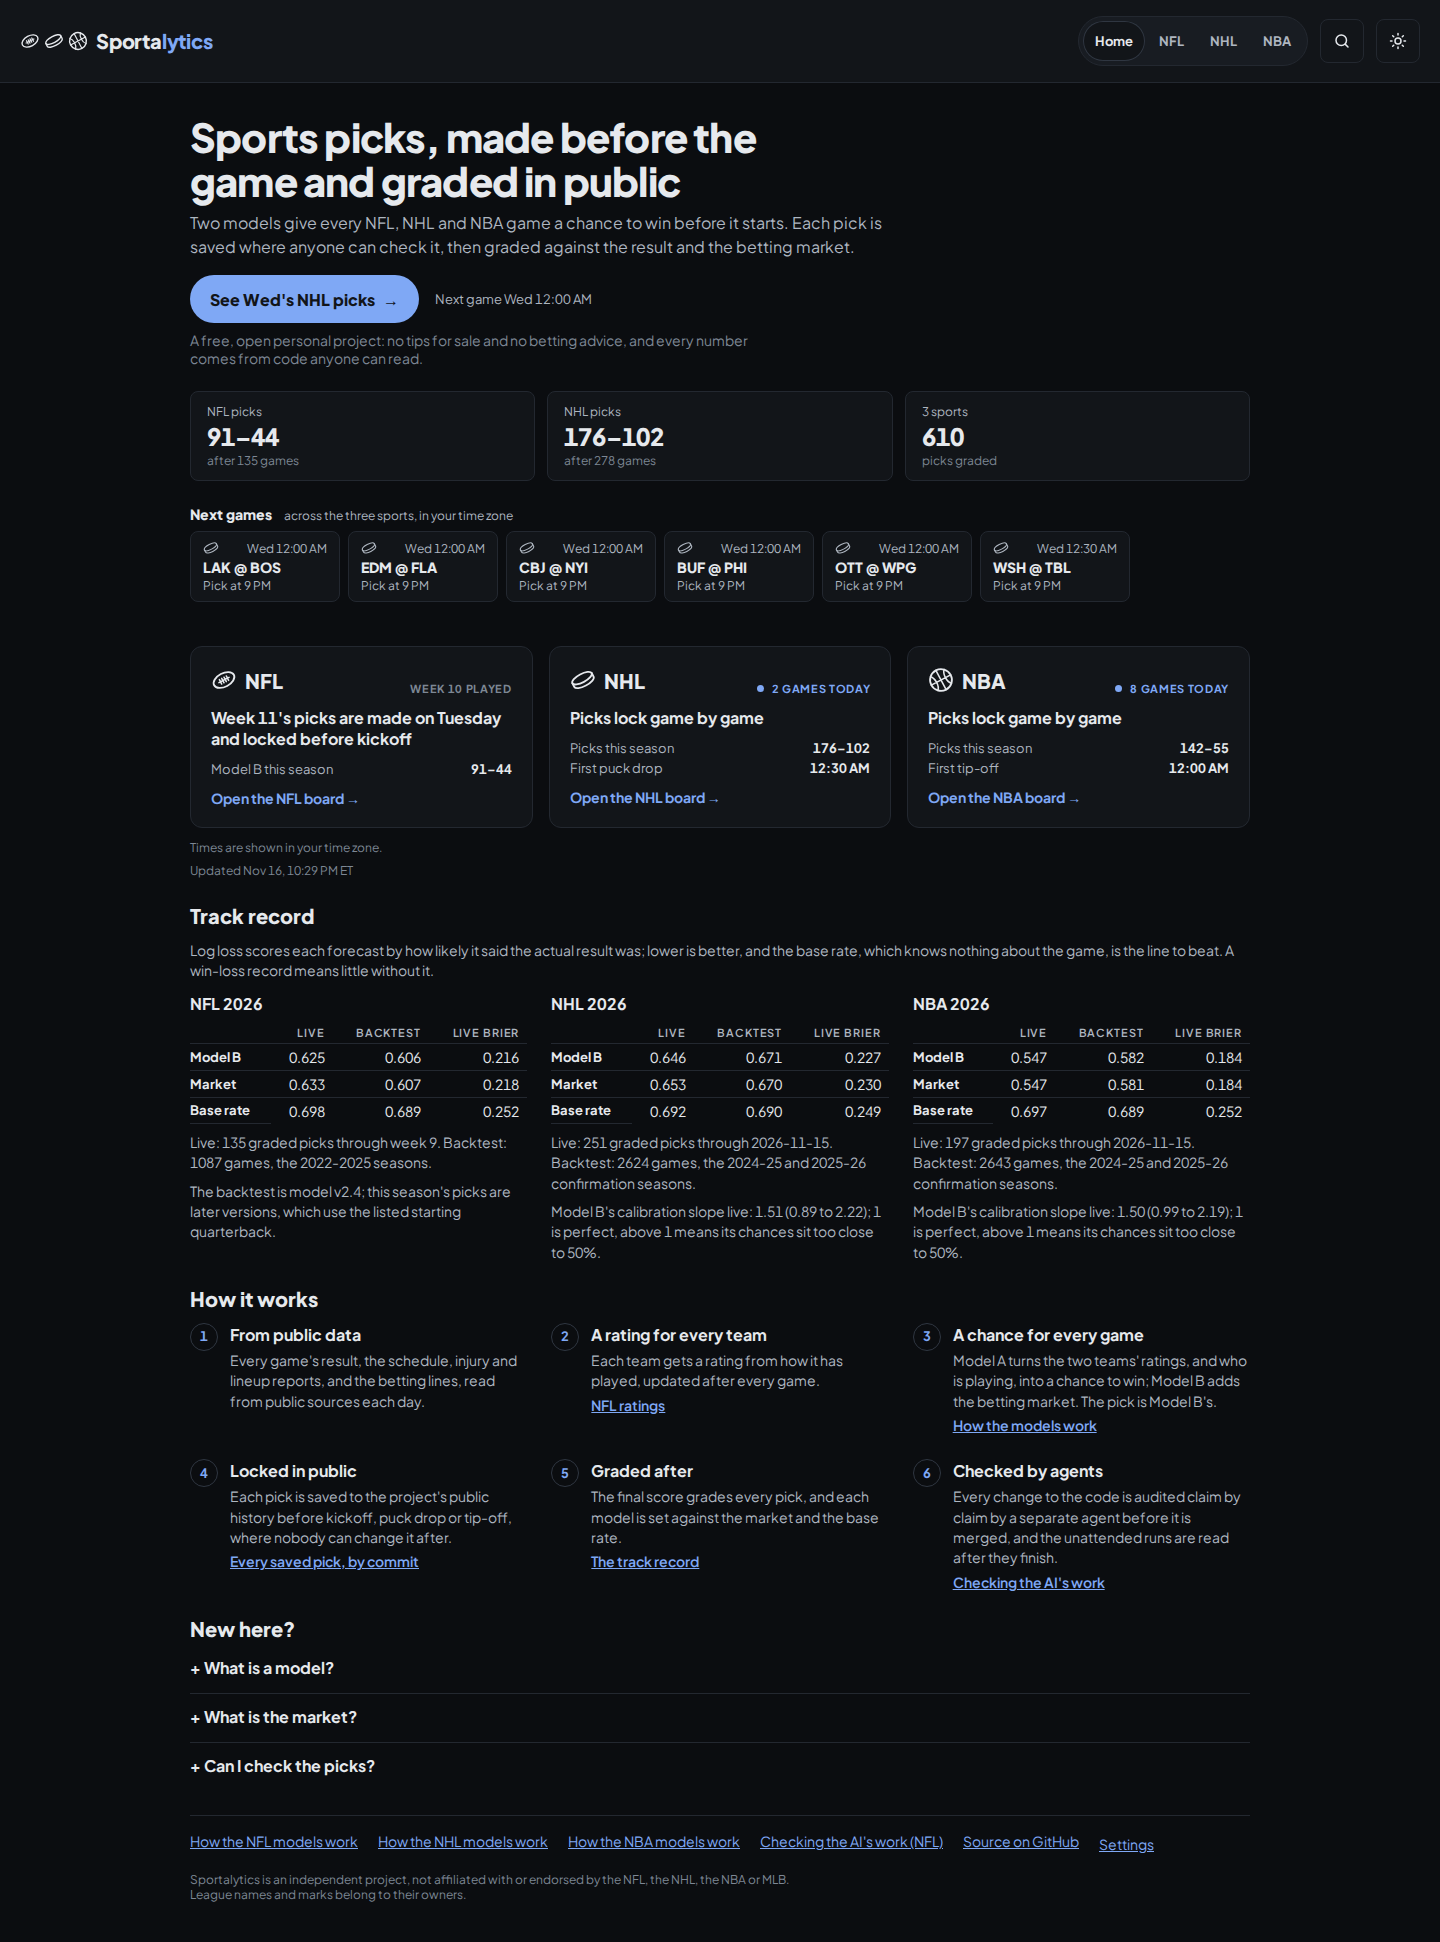 Sportalytics
Home NFL NHL NBA
Sports picks, made before the
game and graded in public
Two models give every NFL, NHL and NBA game a chance to win before it starts. Each pick is
saved where anyone can check it, then graded against the result and the betting market.
See Wed's NHL picks →
Next game Wed 12:00 AM
A free, open personal project: no tips for sale and no betting advice, and every number
comes from code anyone can read.
NFL picks
91–44
after 135 games
NHL picks
176–102
after 278 games
3 sports
610
picks graded
Next games across the three sports, in your time zone
Wed 12:00 AM
LAK @ BOS
Pick at 9 PM
Wed 12:00 AM
EDM @ FLA
Pick at 9 PM
Wed 12:00 AM
CBJ @ NYI
Pick at 9 PM
Wed 12:00 AM
BUF @ PHI
Pick at 9 PM
Wed 12:00 AM
OTT @ WPG
Pick at 9 PM
Wed 12:30 AM
WSH @ TBL
Pick at 9 PM
NFL
WEEK 10 PLAYED
Week 11's picks are made on Tuesday
and locked before kickoff
Model B this season 91–44
Open the NFL board →
NHL
2 GAMES TODAY
Picks lock game by game
Picks this season 176–102
First puck drop 12:30 AM
Open the NHL board →
NBA
8 GAMES TODAY
Picks lock game by game
Picks this season 142–55
First tip-off 12:00 AM
Open the NBA board →
Times are shown in your time zone.
Updated Nov 16, 10:29 PM ET
Track record
Log loss scores each forecast by how likely it said the actual result was; lower is better, and the base rate, which knows nothing about the game, is the line to beat. A
win-loss record means little without it.
NFL 2026
LIVE BACKTEST LIVE BRIER
Model B 0.625 0.606 0.216
Market 0.633 0.607 0.218
Base rate 0.698 0.689 0.252
Live: 135 graded picks through week 9. Backtest:
1087 games, the 2022-2025 seasons.
The backtest is model v2.4; this season's picks are
later versions, which use the listed starting
quarterback.
NHL 2026
LIVE BACKTEST LIVE BRIER
Model B 0.646 0.671 0.227
Market 0.653 0.670 0.230
Base rate 0.692 0.690 0.249
Live: 251 graded picks through 2026-11-15.
Backtest: 2624 games, the 2024-25 and 2025-26
confirmation seasons.
Model B's calibration slope live: 1.51 (0.89 to 2.22); 1
is perfect, above 1 means its chances sit too close
to 50%.
NBA 2026
LIVE BACKTEST LIVE BRIER
Model B 0.547 0.582 0.184
Market 0.547 0.581 0.184
Base rate 0.697 0.689 0.252
Live: 197 graded picks through 2026-11-15.
Backtest: 2643 games, the 2024-25 and 2025-26
confirmation seasons.
Model B's calibration slope live: 1.50 (0.99 to 2.19); 1
is perfect, above 1 means its chances sit too close
to 50%.
How it works
1 From public data
Every game's result, the schedule, injury and
lineup reports, and the betting lines, read
from public sources each day.
2 A rating for every team
Each team gets a rating from how it has
played, updated after every game.
NFL ratings
3 A chance for every game
Model A turns the two teams' ratings, and who
is playing, into a chance to win; Model B adds
the betting market. The pick is Model B's.
How the models work
4 Locked in public
Each pick is saved to the project's public
history before kickoff, puck drop or tip-off,
where nobody can change it after.
Every saved pick, by commit
5 Graded after
The final score grades every pick, and each
model is set against the market and the base
rate.
The track record
6 Checked by agents
Every change to the code is audited claim by
claim by a separate agent before it is
merged, and the unattended runs are read
after they finish.
Checking the AI's work
New here?
+ What is a model?
+ What is the market?
+ Can I check the picks?
How the NFL models work How the NHL models work How the NBA models work Checking the AI's work (NFL) Source on GitHub Settings
Sportalytics is an independent project, not affiliated with or endorsed by the NFL, the NHL, the NBA or MLB.
League names and marks belong to their owners.